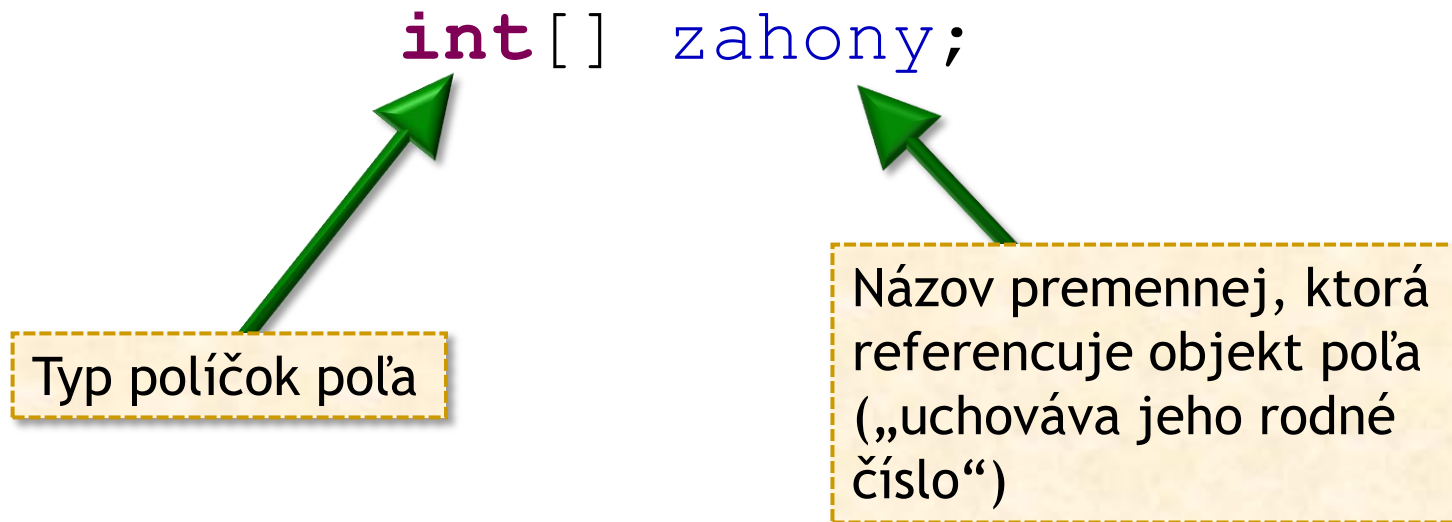 int[] zahony;
Typ políčok poľa
Názov premennej, ktorá
referencuje objekt poľa
(„uchováva jeho rodné
číslo“)